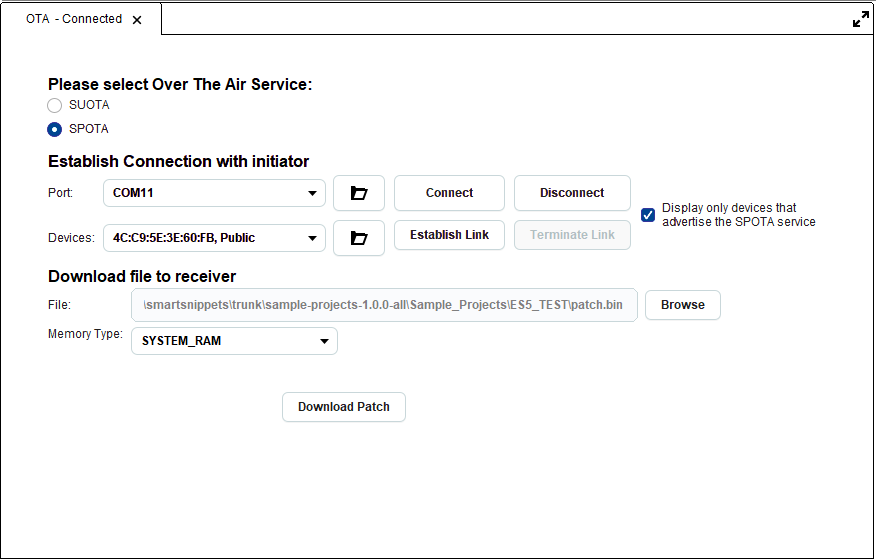 OTA - Connected
Please select Over The Air Service:
SUOTA
SPOTA
Establish Connection with initiator
Port: COM11 Connect Disconnect
Display only devices that
advertise the SPOTA service
Devices: 4C:C9:5E:3E:60:FB, Public Establish Link Terminate Link
Download file to receiver
File: \smartsnippets\trunk\sample-projects-1.0.0-all\Sample_Projects\ES5_TEST\patch.bin Browse
Memory Type: SYSTEM_RAM
Download Patch